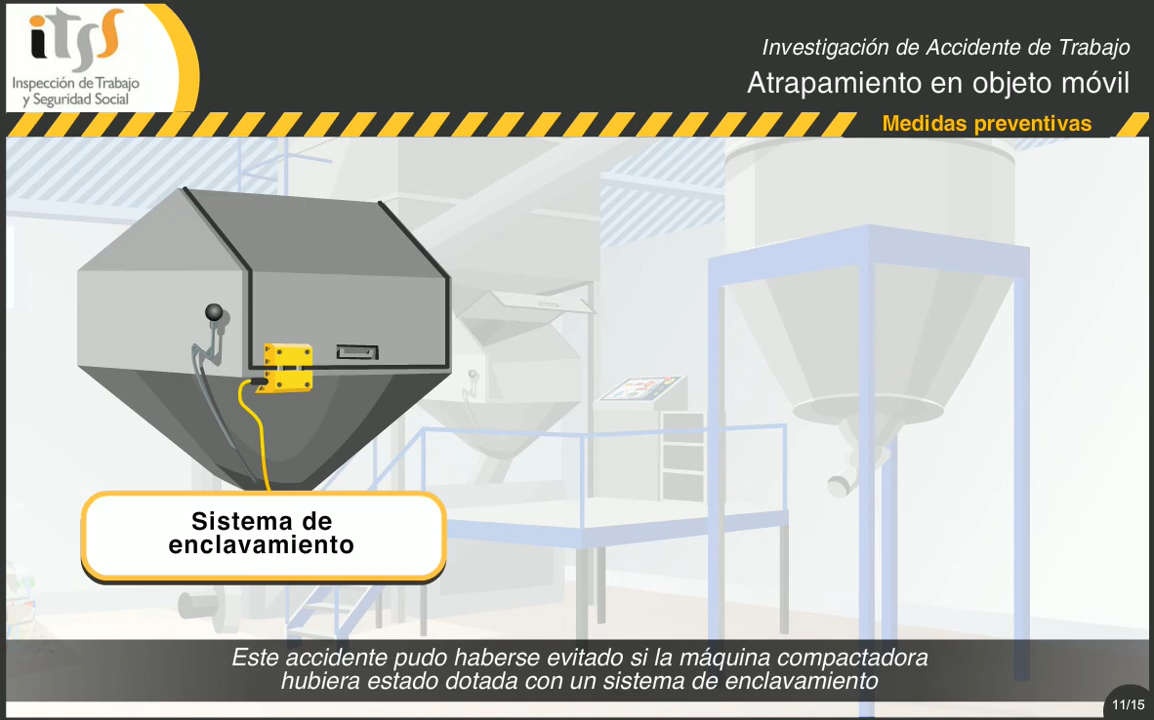 itss
Inspección de Trabajo
y Seguridad Social
Investigación de Accidente de Trabajo
Atrapamiento en objeto móvil
Medidas preventivas
Sistema de
enclavamiento
Este accidente pudo haberse evitado si la máquina compactadora
hubiera estado dotada con un sistema de enclavamiento
11/15